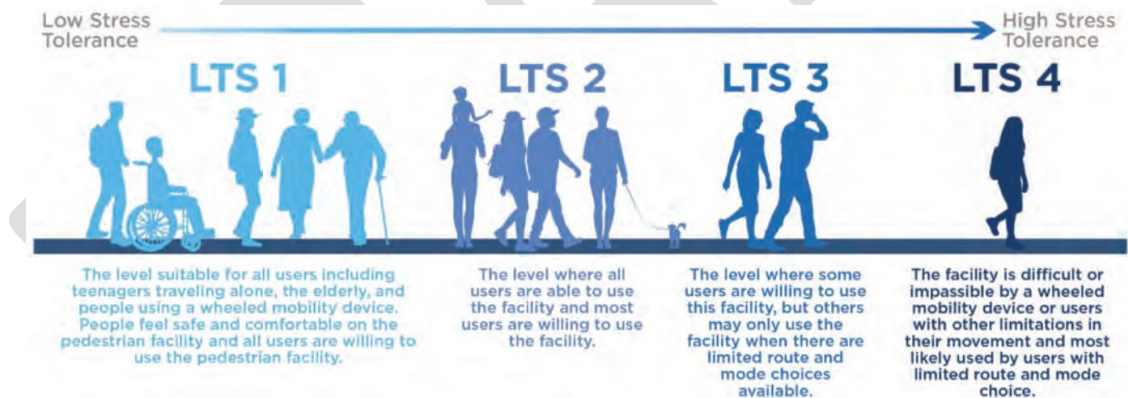 Low Stress
Tolerance
High Stress
Tolerance
LTS 1
LTS 2
LTS 3
LTS 4
The level suitable for all users including
teenagers traveling alone, the elderly, and
people using a wheeled mobility device.
People feel safe and comfortable on the
pedestrian facility and all users are willing to
use the pedestrian facility.
The level where all
users are able to use
the facility and most
users are willing to use
the facility.
The level where some
users are willing to use
this facility, but others
may only use the
facility when there are
limited route and
mode choices
available.
The facility is difficult or
impassible by a wheeled
mobility device or users
with other limitations in
their movement and most
likely used by users with
limited route and mode
choice.